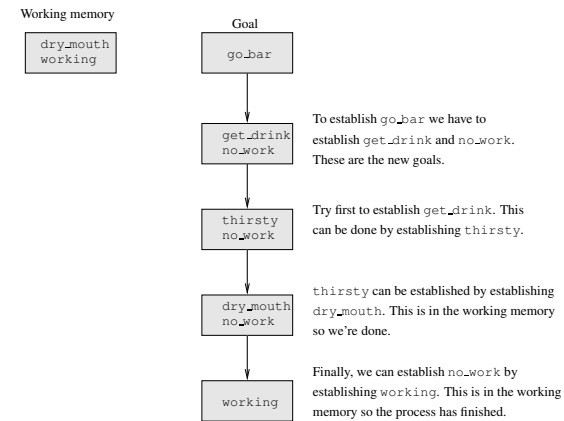 Working memory
dry_mouth
working
Goal
go_bar
get_drink
no_work
To establish go_bar we have to
establish get_drink and no_work.
These are the new goals.
thirsty
no_work
Try first to establish get_drink. This
can be done by establishing thirsty.
dry_mouth
no_work
thirsty can be established by establishing
dry_mouth. This is in the working memory
so we're done.
working
Finally, we can establish no_work by
establishing working. This is in the working
memory so the process has finished.